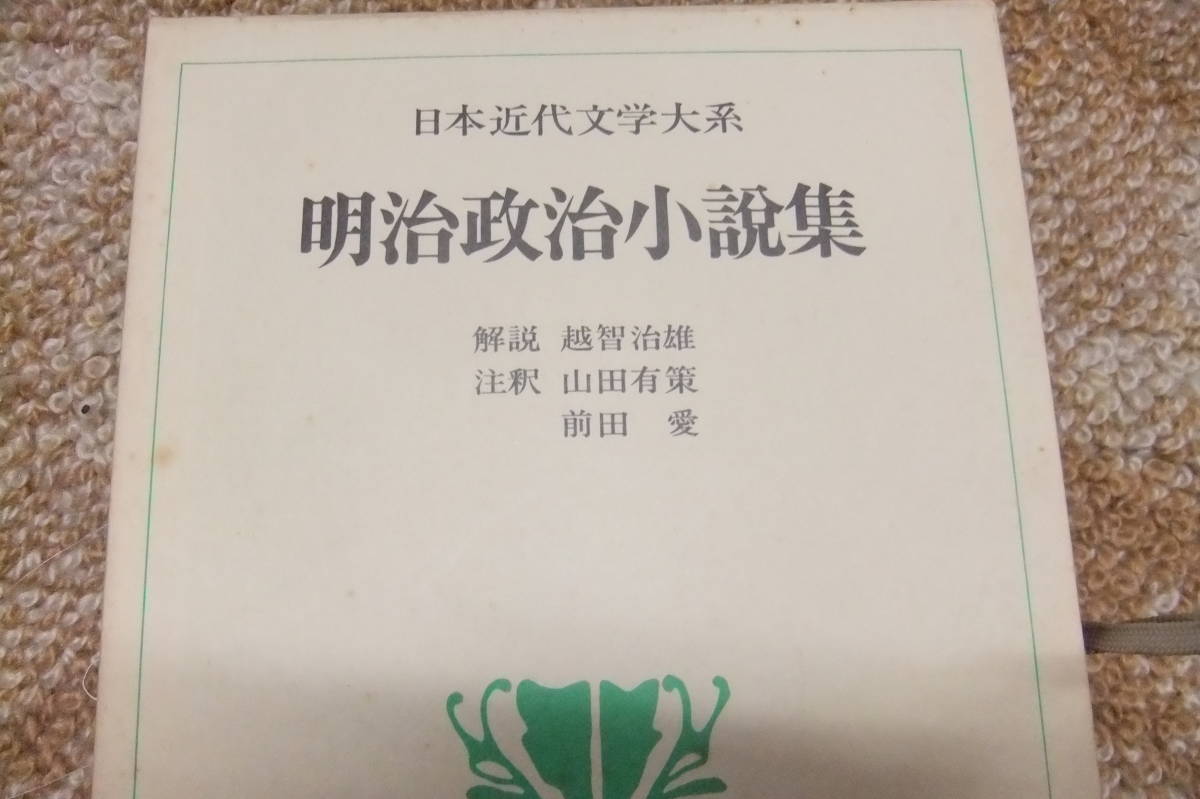 日本近代文学大系
明治政治小説集
解説 越智治雄
注釈 山田有策
前田 愛